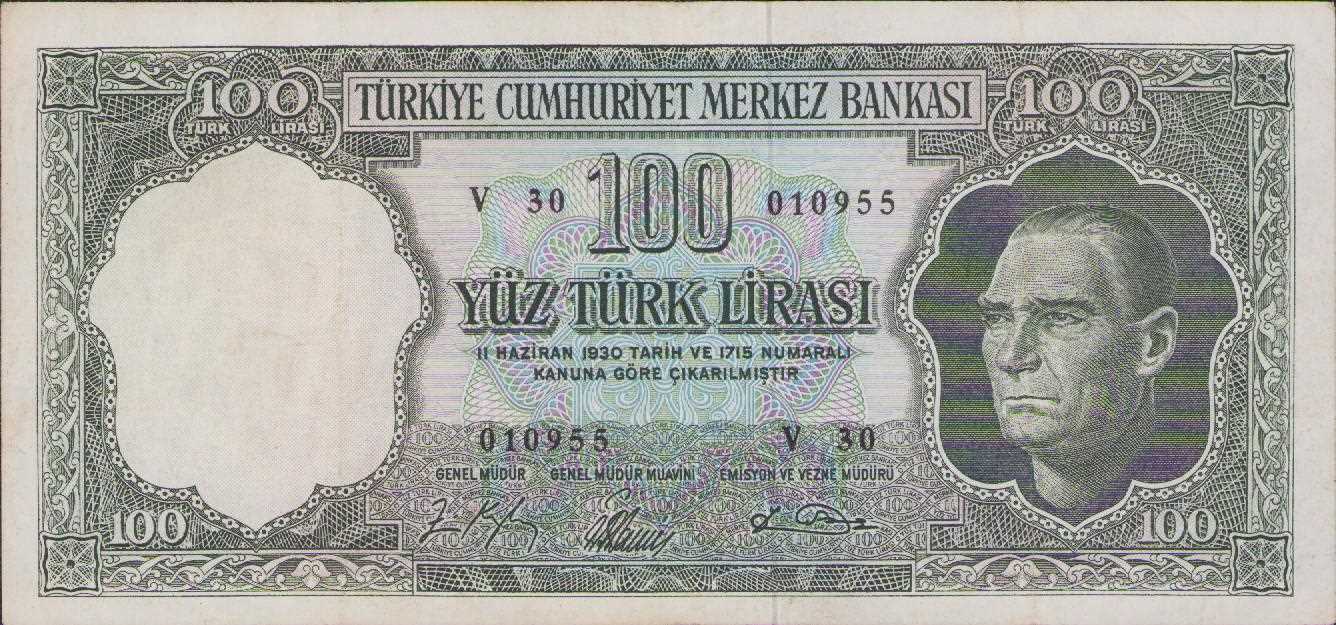 100 TÜRK LİRASI
TÜRKİYE CUMHURİYET MERKEZ BANKASI
100 TÜRK LİRASI
V 30 100 010955
YÜZ TÜRK LİRASI
11 HAZİRAN 1930 TARİH VE 1715 NUMARALI
KANUNA GÖRE ÇIKARILMIŞTIR
010955 V 30
GENEL MÜDÜR GENEL MÜDÜR MUAVİNİ EMİSYON VE VEZNE MÜDÜRÜ
100 100